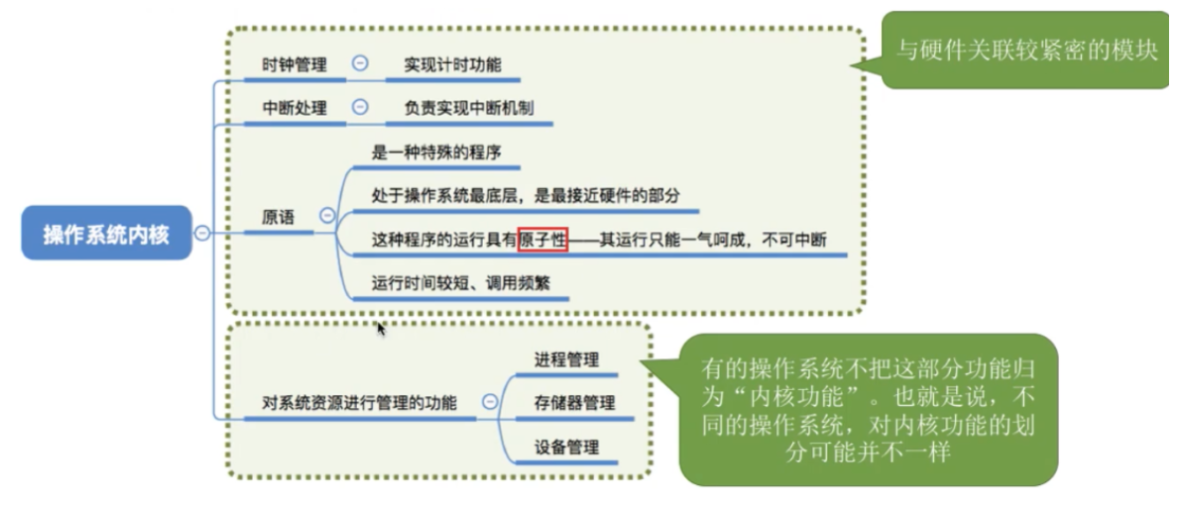 与硬件关联较紧密的模块
时钟管理
实现计时功能
中断处理
负责实现中断机制
是一种特殊的程序
处于操作系统最底层，是最接近硬件的部分
原语
这种程序的运行具有原子性——其运行只能一气呵成，不可中断
运行时间较短、调用频繁
操作系统内核
对系统资源进行管理的功能
进程管理
存储器管理
设备管理
有的操作系统不把这部分功能归
为“内核功能”。也就是说，不
同的操作系统，对内核功能的划
分可能并不一样